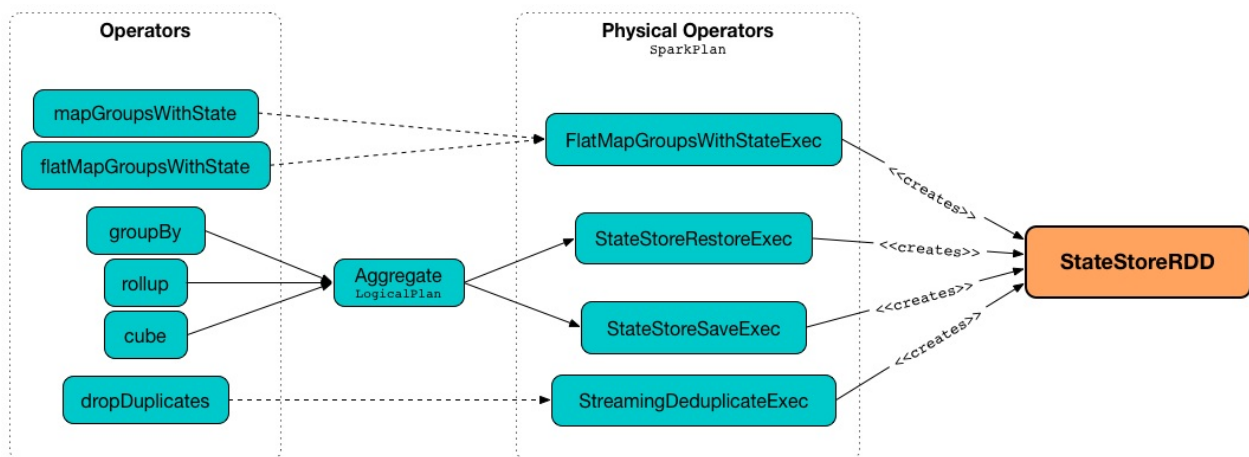 Operators
mapGroupsWithState
flatMapGroupsWithState
groupBy
rollup
cube
dropDuplicates
Aggregate
LogicalPlan
Physical Operators
SparkPlan
FlatMapGroupsWithStateExec
StateStoreRestoreExec
StateStoreSaveExec
StreamingDeduplicateExec
<<creates>>
<<creates>>
<<creates>>
<<creates>>
StateStoreRDD